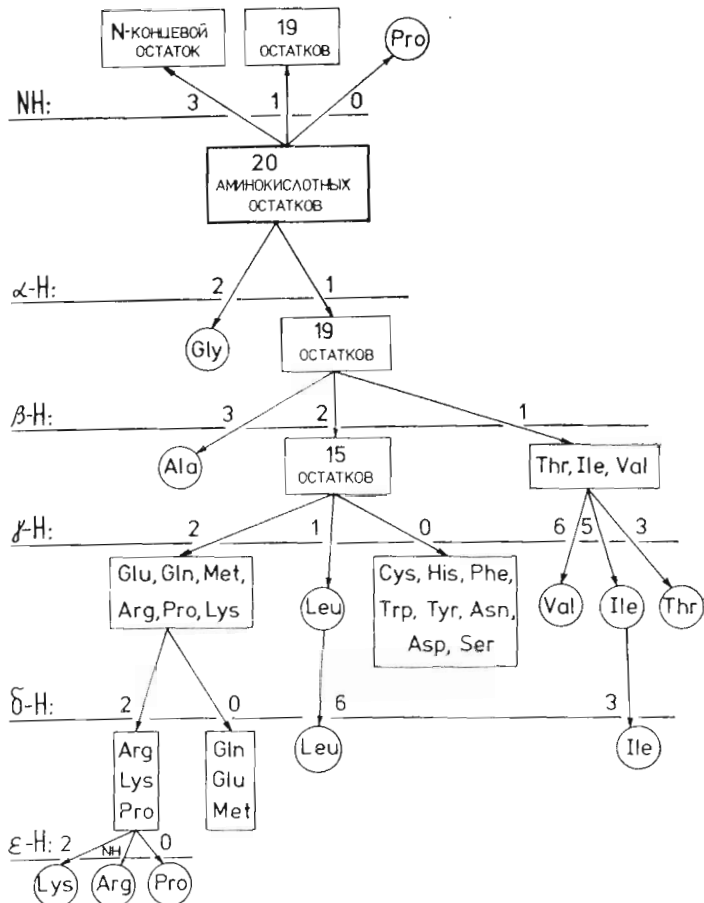 N-КОНЦЕВОЙ
ОСТАТОК
19
ОСТАТКОВ
Pro
NH: 3 1 0
20
АМИНОКИСЛОТНЫХ
ОСТАТКОВ
α-H: 2 1
Gly
19
ОСТАТКОВ
β-H: 3 2 1
Ala
15
ОСТАТКОВ
Thr, Ile, Val
γ-H: 2 1 0 6 5 3
Glu, Gln, Met,
Arg, Pro, Lys
Leu
Cys, His, Phe,
Trp, Tyr, Asn,
Asp, Ser
Val
Ile
Thr
δ-H: 2 0 6 3
Arg
Lys
Pro
Gln
Glu
Met
Leu
Ile
ε-H: 2 NH 0
Lys
Arg
Pro